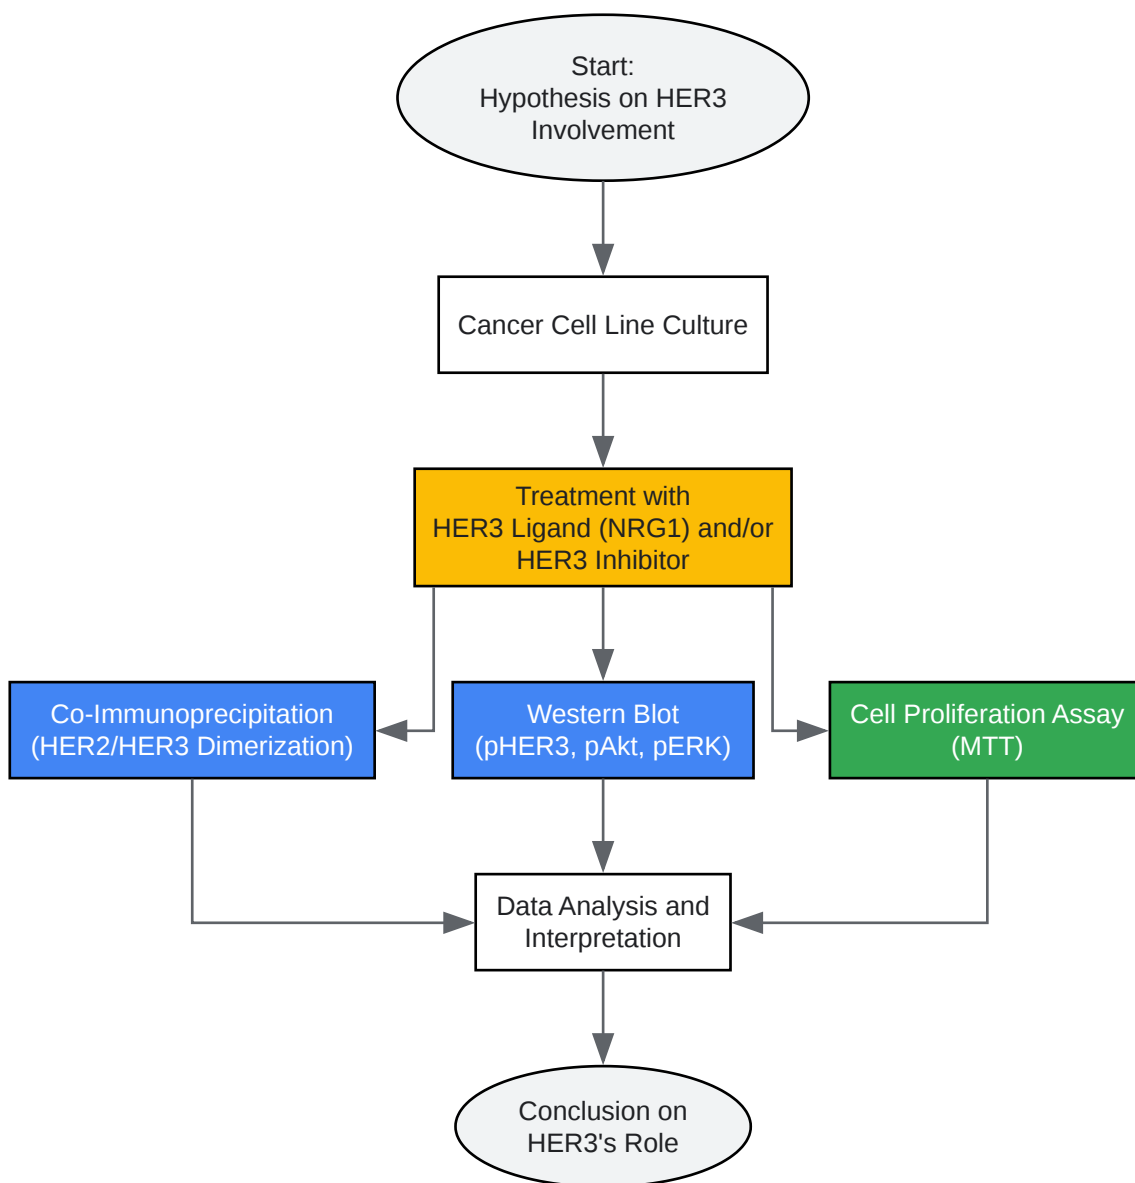 Start:
Hypothesis on HER3
Involvement
Cancer Cell Line Culture
Treatment with
HER3 Ligand (NRG1) and/or
HER3 Inhibitor
Co-Immunoprecipitation
(HER2/HER3 Dimerization)
Western Blot
(pHER3, pAkt, pERK)
Cell Proliferation Assay
(MTT)
Data Analysis and
Interpretation
Conclusion on
HER3's Role